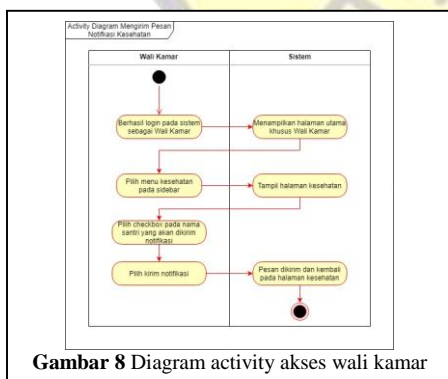 Activity Diagram Mengirim Pesan
Notifikasi Kesehatan
Wali Kamar
Sistem
Berhasil login pada sistem
sebagai Wali Kamar
Menampilkan halaman utama
khusus Wali Kamar
Pilih menu kesehatan
pada sidebar
Tampil halaman kesehatan
Pilih checkbox pada nama
santri yang akan dikirim
notifikasi
Pilih kirim notifikasi
Pesan dikirim dan kembali
pada halaman kesehatan
Gambar 8 Diagram activity akses wali kamar